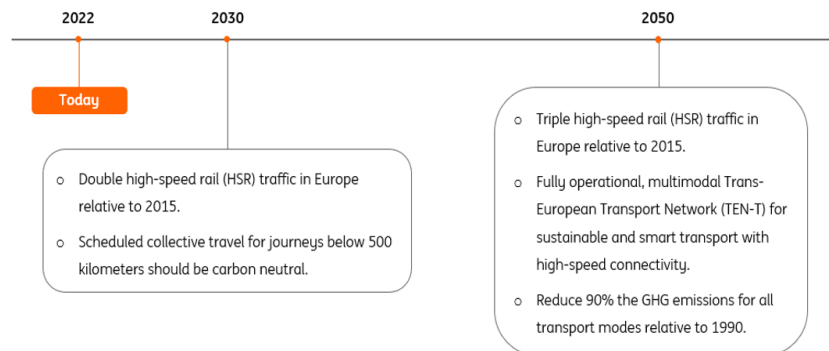 2022
2030
2050
Today
○ Double high-speed rail (HSR) traffic in Europe
relative to 2015.
○ Scheduled collective travel for journeys below 500
kilometers should be carbon neutral.
○ Triple high-speed rail (HSR) traffic in
Europe relative to 2015.
○ Fully operational, multimodal Trans-
European Transport Network (TEN-T) for
sustainable and smart transport with
high-speed connectivity.
○ Reduce 90% the GHG emissions for all
transport modes relative to 1990.